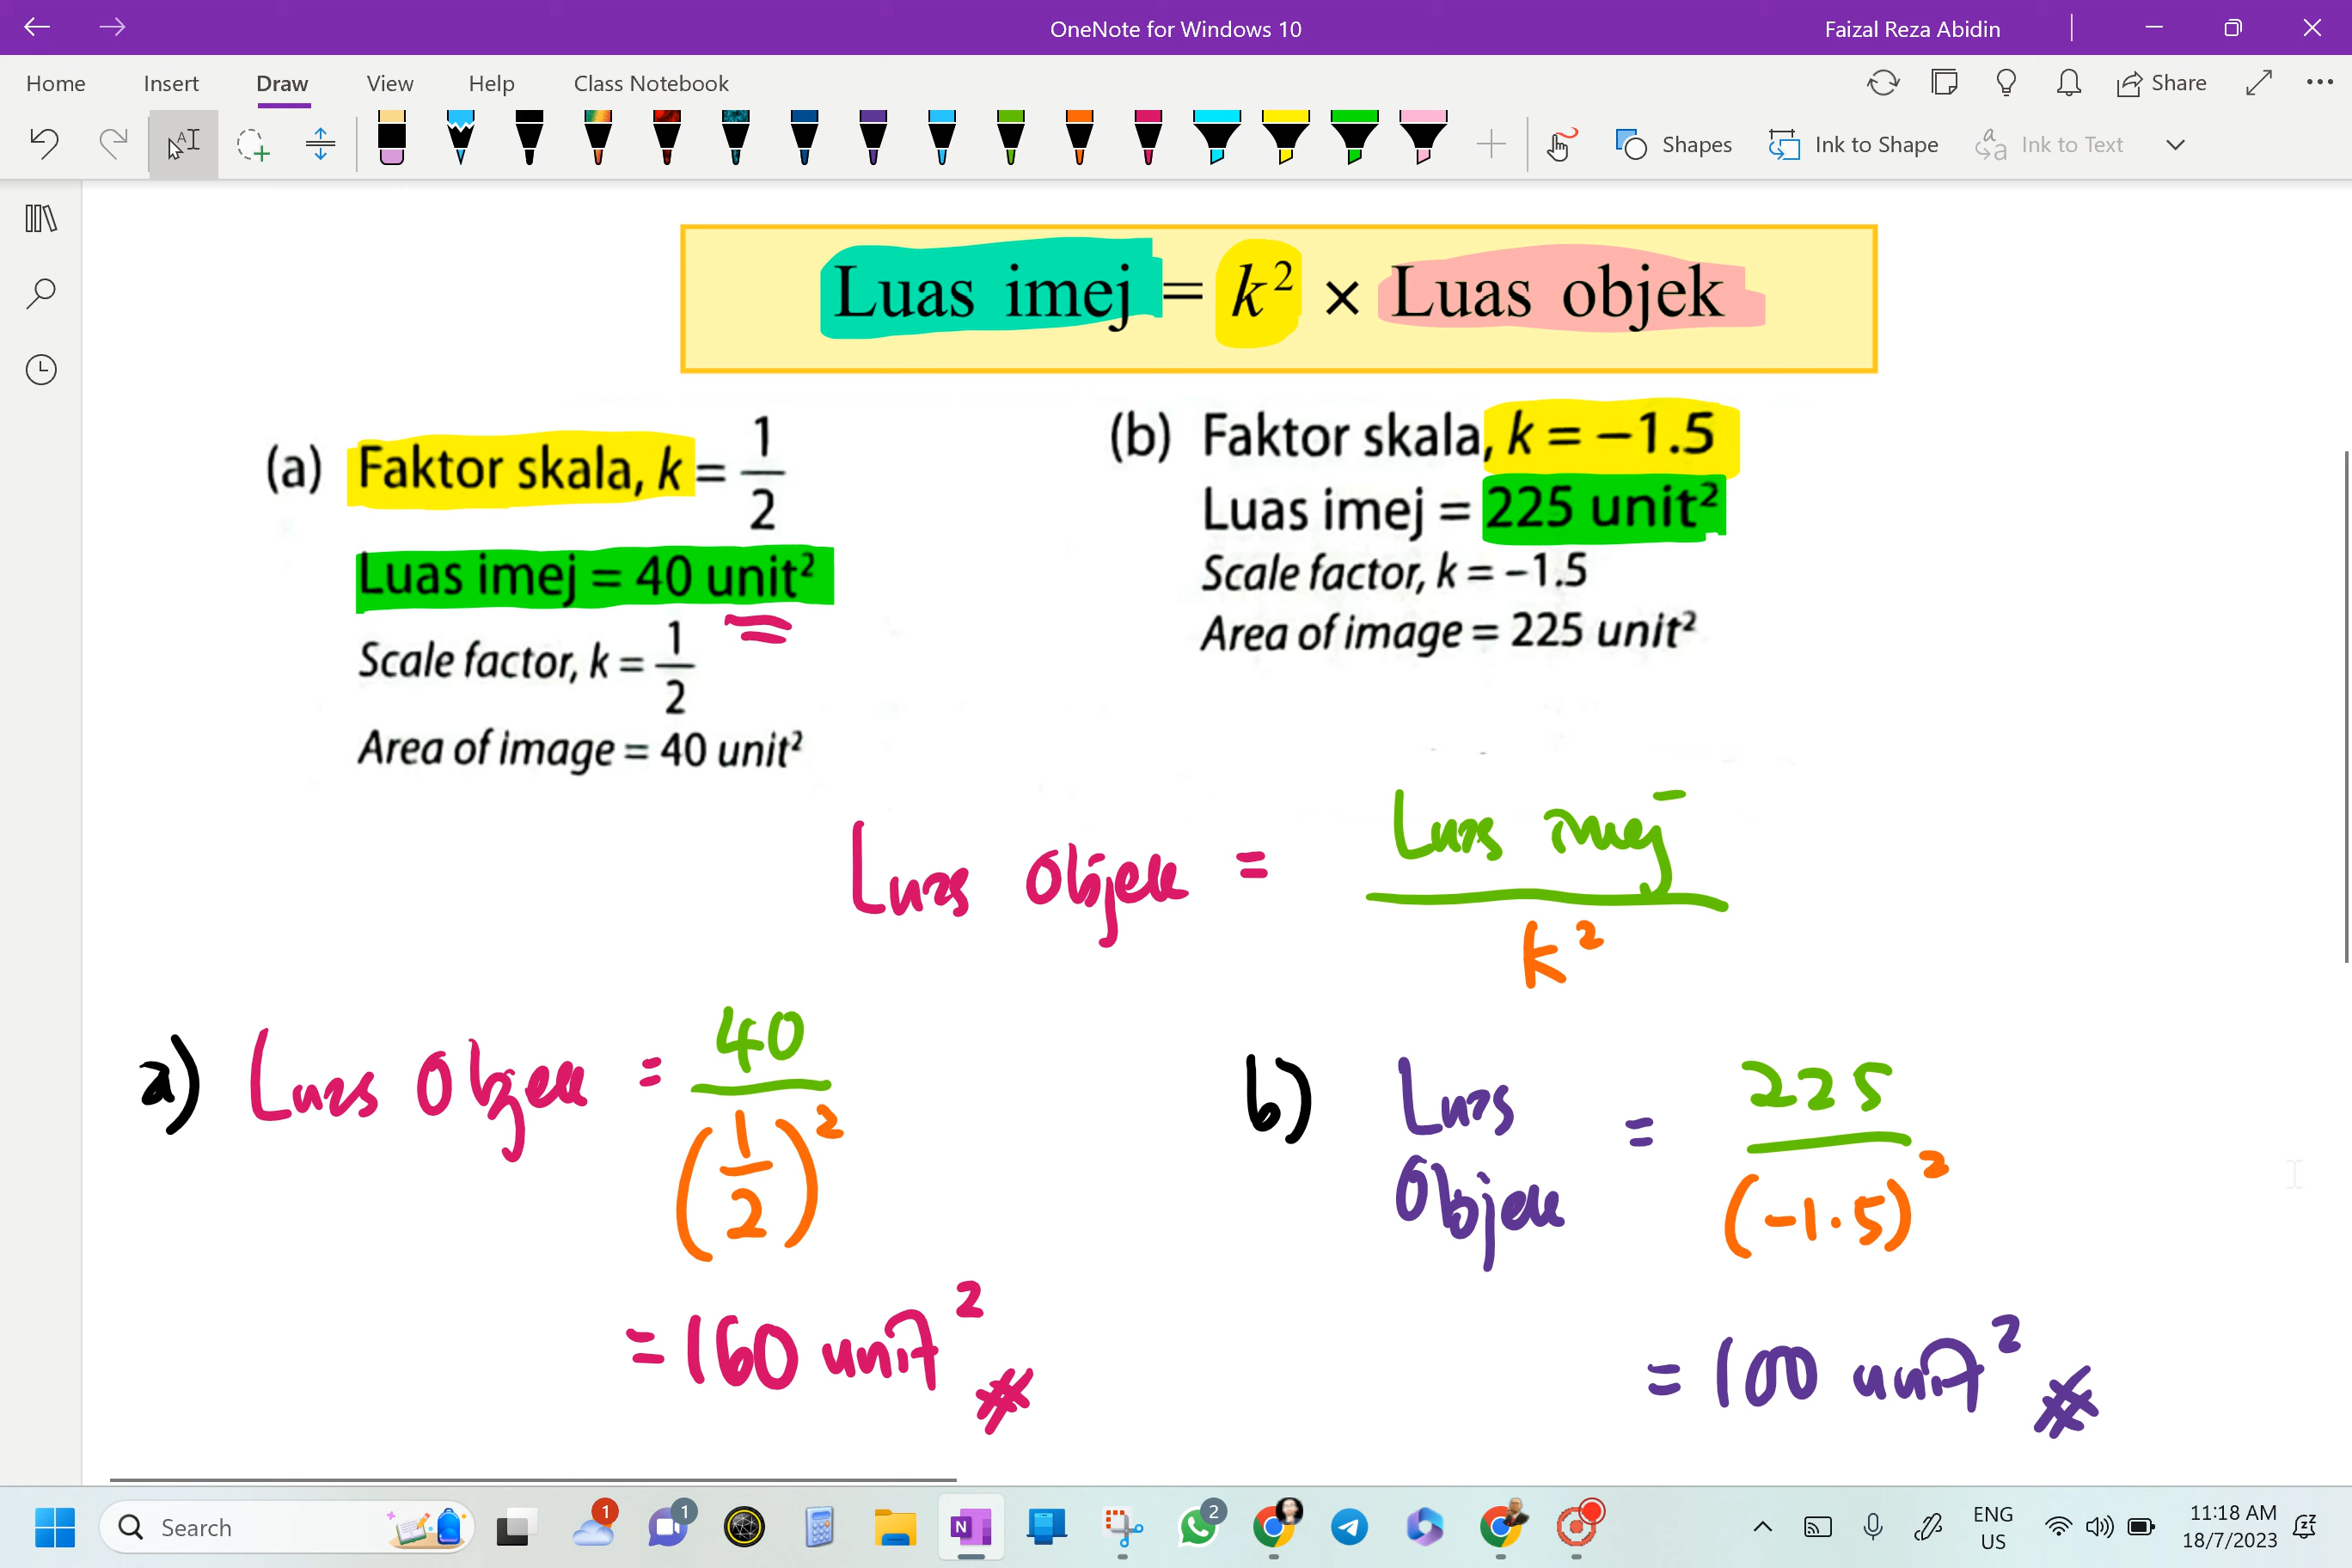 OneNote for Windows 10
Faizal Reza Abidin
Home Insert Draw View Help Class Notebook
Share
Shapes Ink to Shape Ink to Text
Luas imej = k² × Luas objek
(a) Faktor skala, k = 1/2
Luas imej = 40 unit²
Scale factor, k = 1/2
Area of image = 40 unit²
(b) Faktor skala, k = −1.5
Luas imej = 225 unit²
Scale factor, k = −1.5
Area of image = 225 unit²
Luas Objek = Luas imej / k²
a) Luas Objek = 40 / (1/2)²
= 160 unit² #
b) Luas Objek = 225 / (-1.5)²
= 100 unit² #
Search
1
1
N
2
ENG
US
11:18 AM
18/7/2023